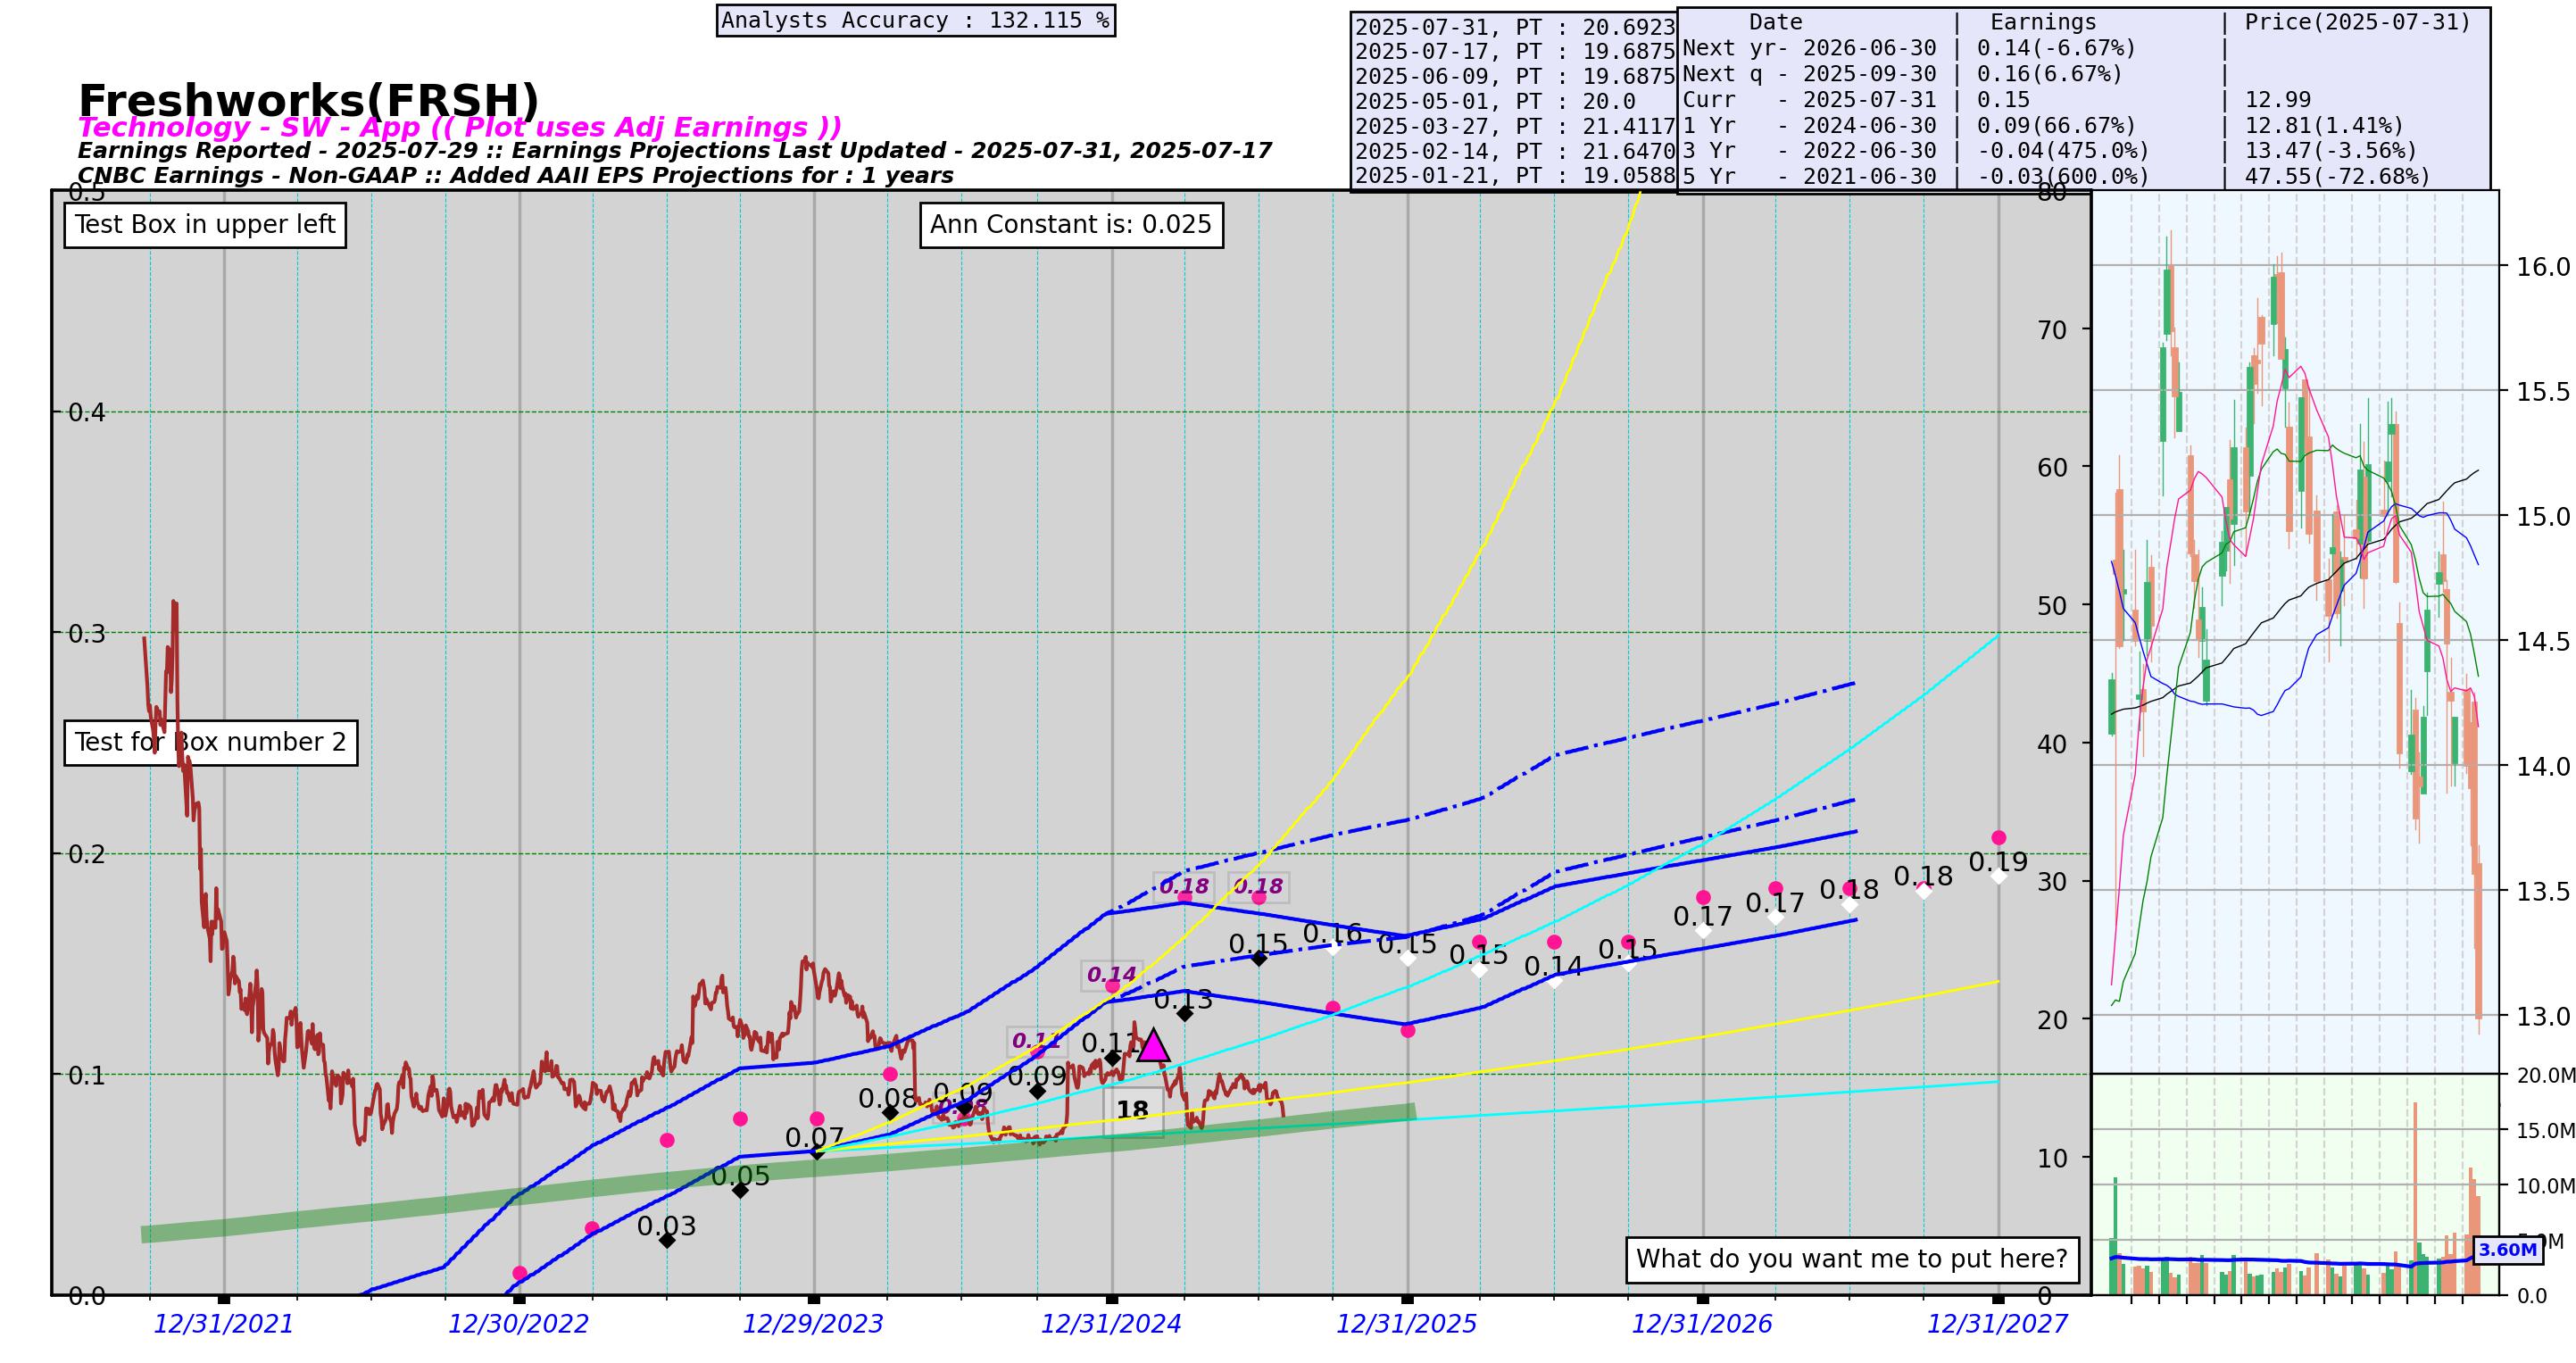 Analysts Accuracy : 132.115 %
2025-07-31, PT : 20.6923
2025-07-17, PT : 19.6875
2025-06-09, PT : 19.6875
2025-05-01, PT : 20.0
2025-03-27, PT : 21.4117
2025-02-14, PT : 21.6470
2025-01-21, PT : 19.0588
Date | Earnings | Price(2025-07-31)
Next yr- 2026-06-30 | 0.14(-6.67%) |
Next q - 2025-09-30 | 0.16(6.67%) |
Curr - 2025-07-31 | 0.15 | 12.99
1 Yr - 2024-06-30 | 0.09(66.67%) | 12.81(1.41%)
3 Yr - 2022-06-30 | -0.04(475.0%) | 13.47(-3.56%)
5 Yr - 2021-06-30 | -0.03(600.0%) | 47.55(-72.68%)
Freshworks(FRSH)
Technology - SW - App (( Plot uses Adj Earnings ))
Earnings Reported - 2025-07-29 :: Earnings Projections Last Updated - 2025-07-31, 2025-07-17
CNBC Earnings - Non-GAAP :: Added AAII EPS Projections for : 1 years
0.5
0.4
0.3
0.2
0.1
0.0
Test Box in upper left
Ann Constant is: 0.025
Test for Box number 2
What do you want me to put here?
0.03
0.05
0.07
0.08
0.09
0.09
0.11
0.13
0.15
0.16
0.15
0.15
0.14
0.15
0.17
0.17
0.18
0.18
0.19
0.14
0.18
0.18
18
80
70
60
50
40
30
20
10
0
16.0
15.5
15.0
14.5
14.0
13.5
13.0
20.0M
15.0M
10.0M
3.60M
0.0
12/31/2021
12/30/2022
12/29/2023
12/31/2024
12/31/2025
12/31/2026
12/31/2027